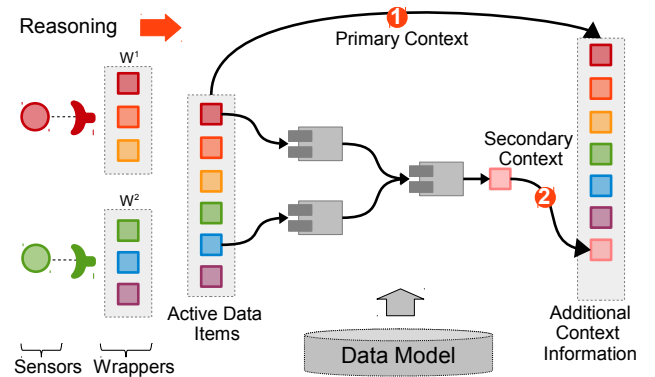 Reasoning
1
Primary Context
W¹
Secondary
Context
2
W²
Active Data
Items
Additional
Context
Information
Data Model
Sensors
Wrappers